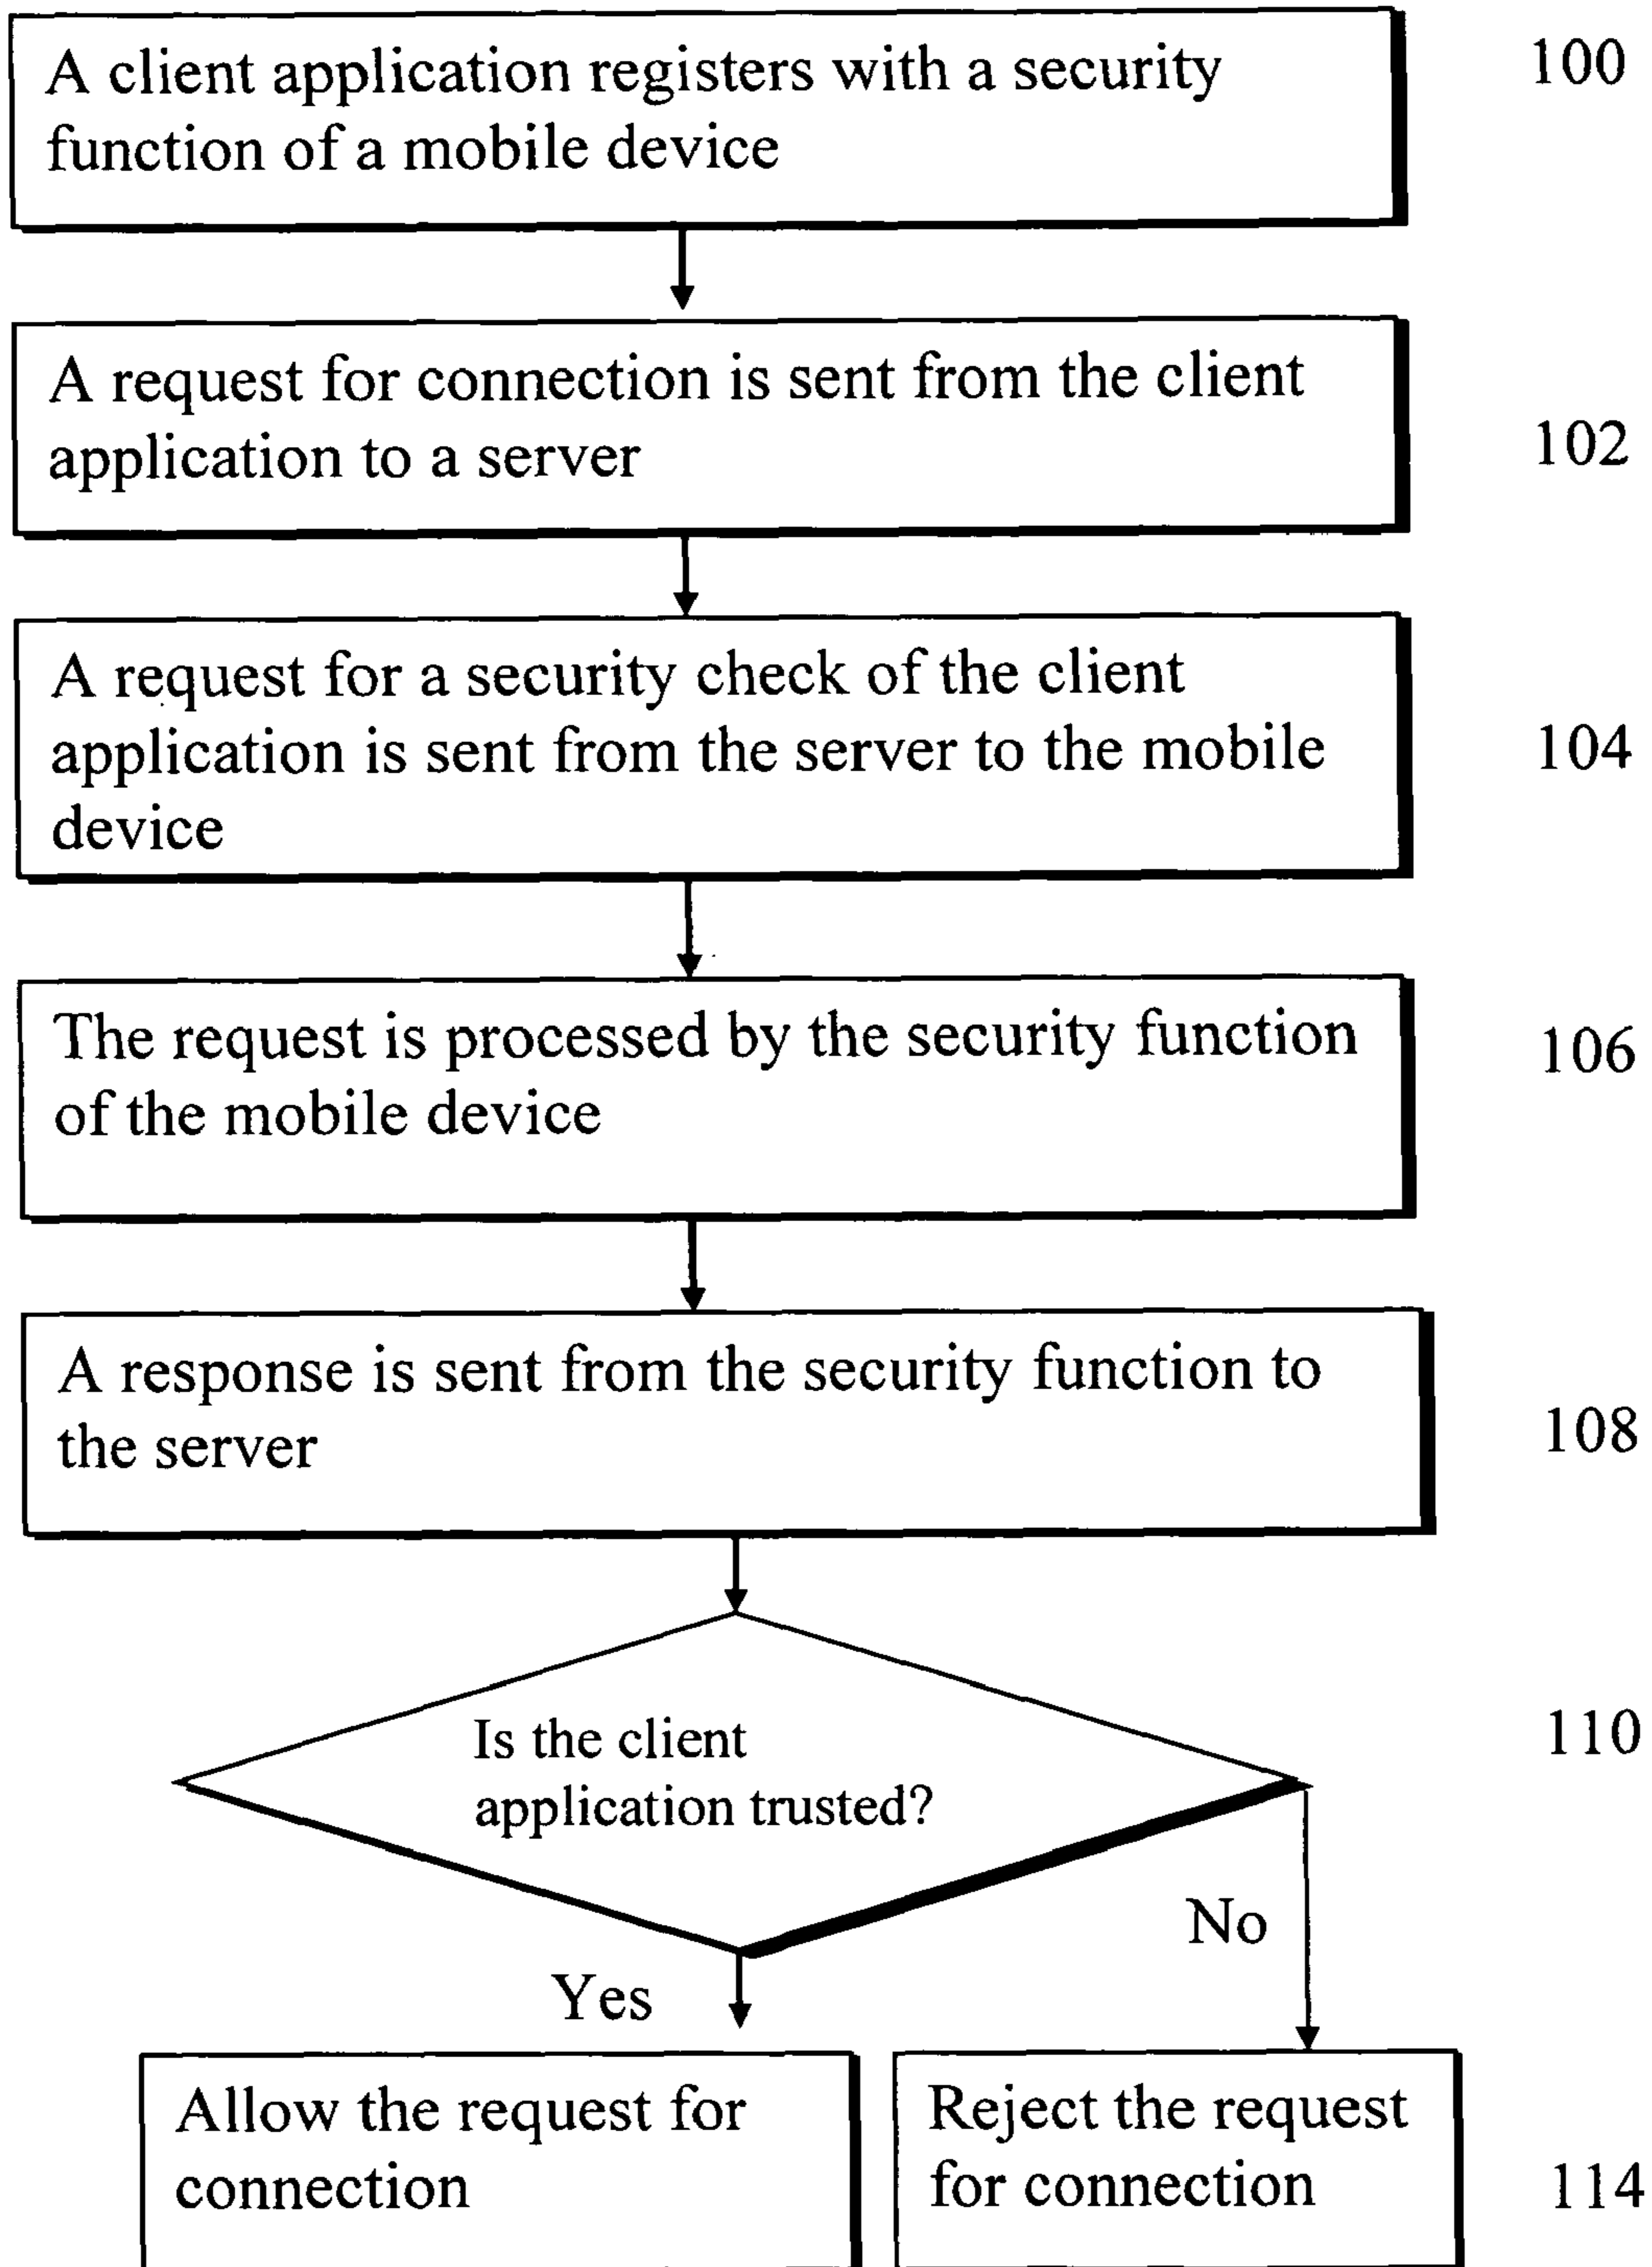 A client application registers with a security
function of a mobile device
100
A request for connection is sent from the client
application to a server
102
A request for a security check of the client
application is sent from the server to the mobile
device
104
The request is processed by the security function
of the mobile device
106
A response is sent from the security function to
the server
108
Is the client
application trusted?
110
No
Yes
Allow the request for
connection
Reject the request
for connection
114